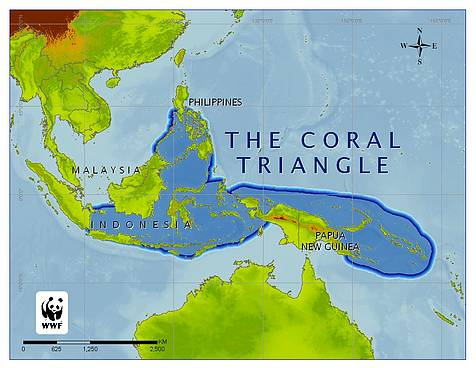 PHILIPPINES
THE CORAL
TRIANGLE
MALAYSIA
INDONESIA
PAPUA
NEW GUINEA
WWF
KM
0 625 1,250 2,500
N
W E
S